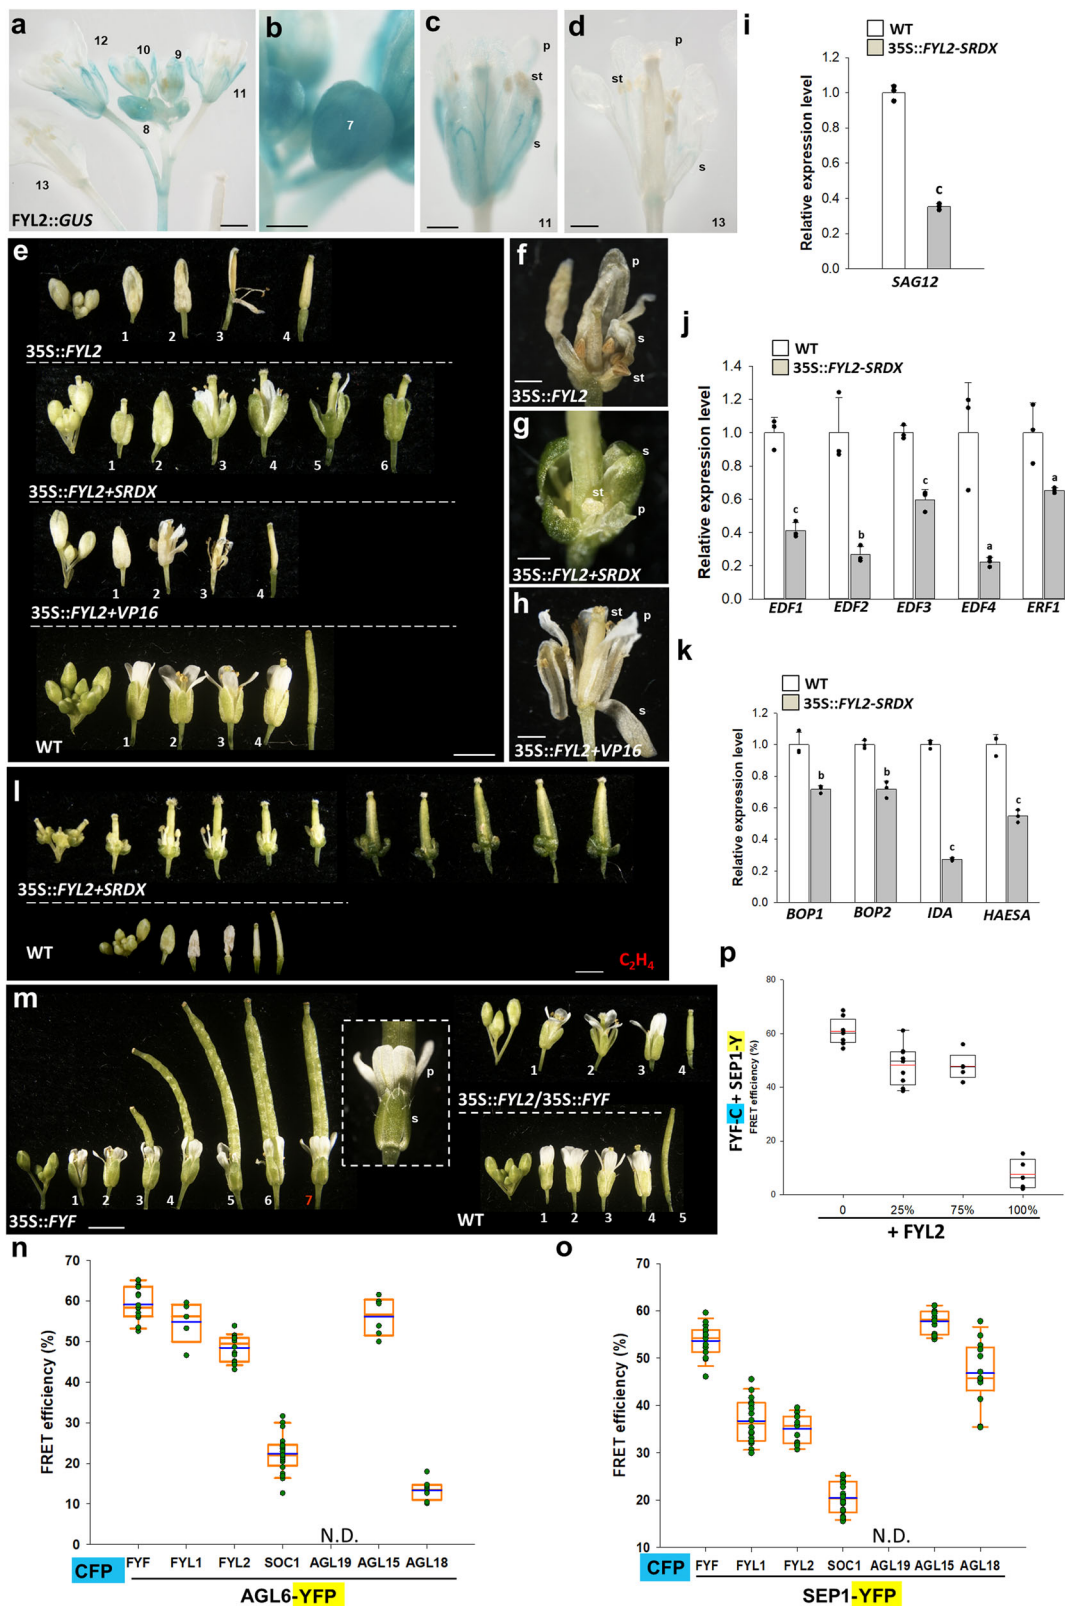 a
12
10
9
11
8
13
FYL2::GUS
b
7
c
p
st
s
11
d
p
st
s
13
e
1 2 3 4
35S::FYL2
1 2 3 4 5 6
35S::FYL2+SRDX
1 2 3 4
35S::FYL2+VP16
1 2 3 4
WT
f
p
s
st
35S::FYL2
g
s
st
p
35S::FYL2+SRDX
h
st
p
s
35S::FYL2+VP16
i
WT
35S::FYL2-SRDX
Relative expression level
1.2
1.0
0.8
0.6
0.4
0.2
0.0
c
SAG12
j
WT
35S::FYL2-SRDX
Relative expression level
1.4
1.2
1.0
0.8
0.6
0.4
0.2
0.0
c b c a a
EDF1 EDF2 EDF3 EDF4 ERF1
k
WT
35S::FYL2-SRDX
Relative expression level
1.2
1.0
0.8
0.6
0.4
0.2
0.0
b b c c
BOP1 BOP2 IDA HAESA
l
35S::FYL2+SRDX
WT
C2H4
m
1 2 3 4 5 6 7
35S::FYF
p
s
1 2 3 4
35S::FYL2/35S::FYF
1 2 3 4 5
WT
p
FYF-C + SEP1-Y
FRET efficiency (%)
80
60
40
20
0
0 25% 75% 100%
+ FYL2
n
FRET efficiency (%)
70
60
50
40
30
20
10
0
N.D.
CFP FYF FYL1 FYL2 SOC1 AGL19 AGL15 AGL18
AGL6-YFP
o
FRET efficiency (%)
70
60
50
40
30
20
10
N.D.
CFP FYF FYL1 FYL2 SOC1 AGL19 AGL15 AGL18
SEP1-YFP